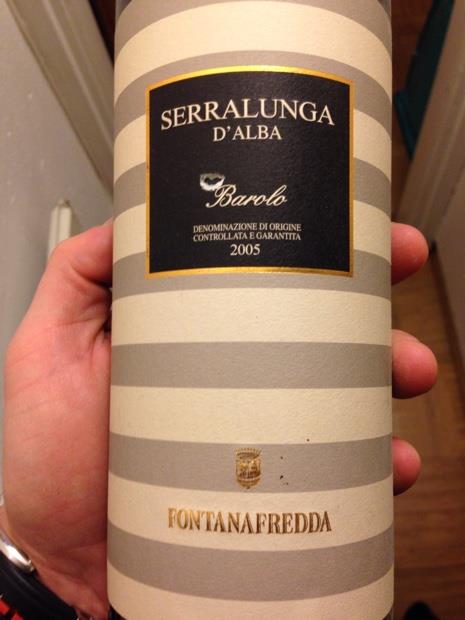 SERRALUNGA
D'ALBA
Barolo
DENOMINAZIONE DI ORIGINE
CONTROLLATA E GARANTITA
2005
FONTANAFREDDA